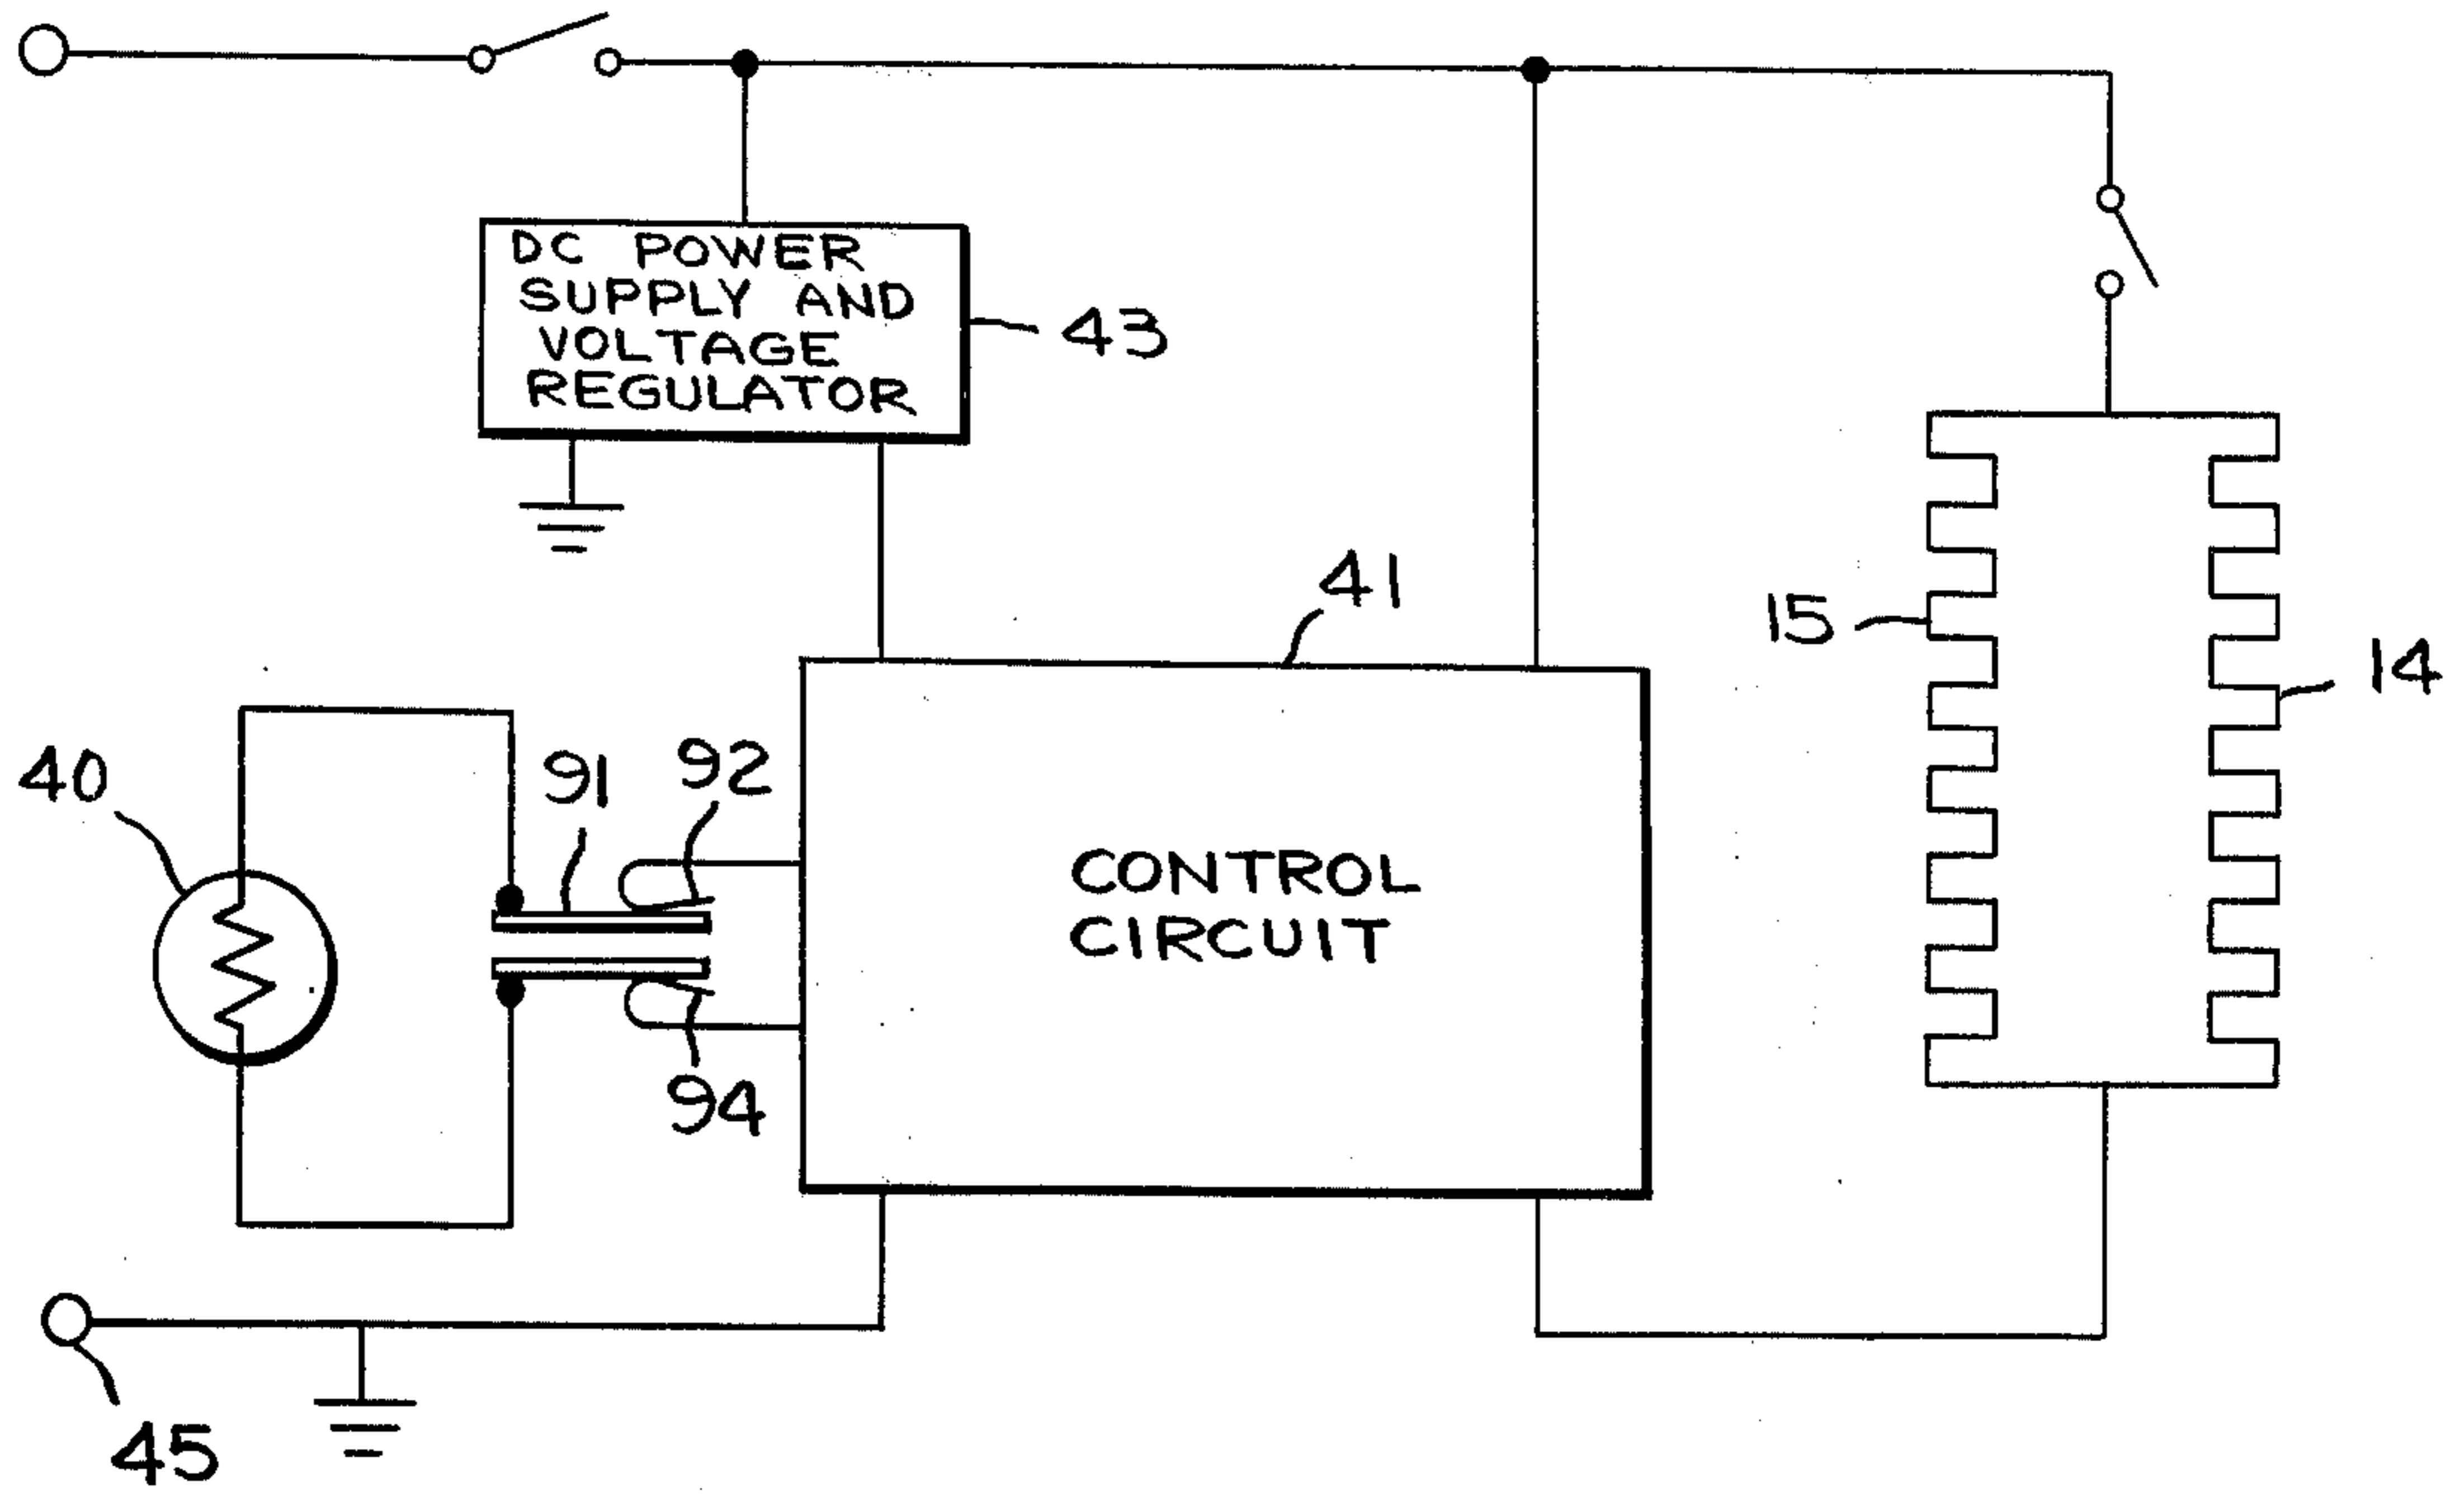 DC POWER
SUPPLY AND
VOLTAGE
REGULATOR
43
41
15
14
40
91
92
CONTROL
CIRCUIT
94
45